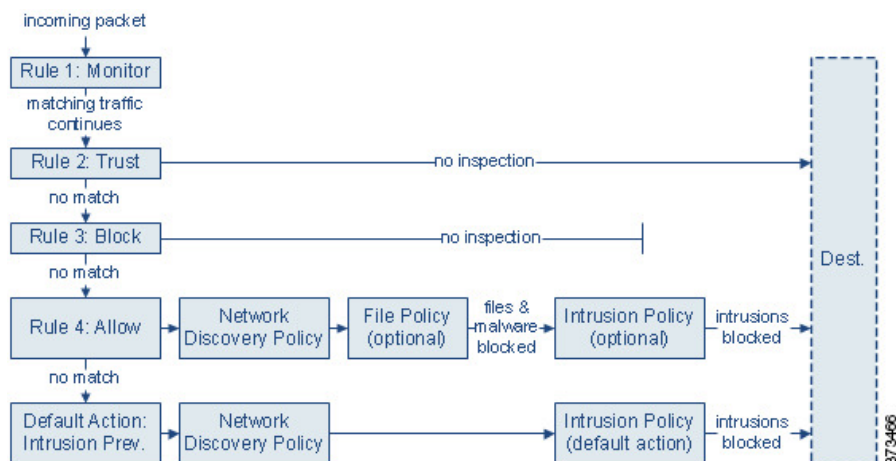 incoming packet
Rule 1: Monitor
matching traffic
continues
Rule 2: Trust
no inspection
no match
Rule 3: Block
no inspection
no match
Rule 4: Allow
Network
Discovery Policy
File Policy
(optional)
files &
malware
blocked
Intrusion Policy
(optional)
intrusions
blocked
no match
Default Action:
Intrusion Prev.
Network
Discovery Policy
Intrusion Policy
(default action)
intrusions
blocked
Dest.
373466